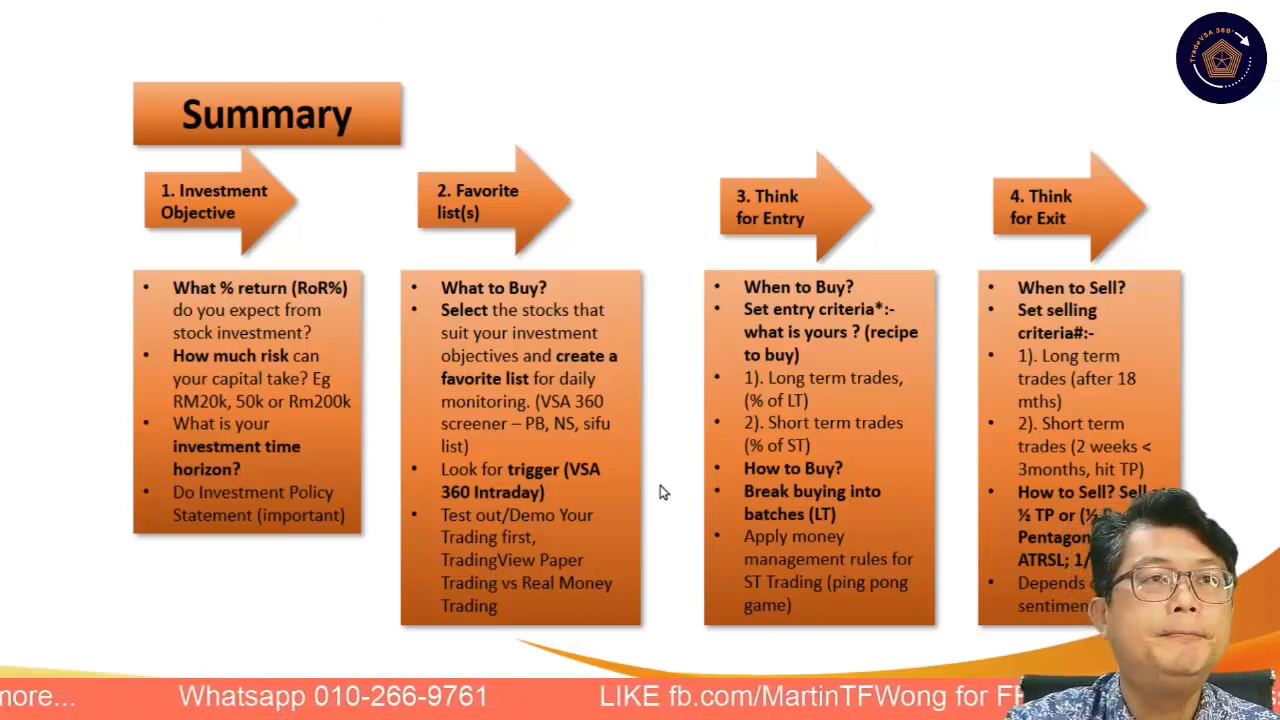 TradeVSA 360°
Summary
1. Investment
Objective
2. Favorite
list(s)
3. Think
for Entry
4. Think
for Exit
• What % return (RoR%)
do you expect from
stock investment?
• How much risk can
your capital take? Eg
RM20k, 50k or Rm200k
• What is your
investment time
horizon?
• Do Investment Policy
Statement (important)
• What to Buy?
• Select the stocks that
suit your investment
objectives and create a
favorite list for daily
monitoring. (VSA 360
screener – PB, NS, sifu
list)
• Look for trigger (VSA
360 Intraday)
• Test out/Demo Your
Trading first,
TradingView Paper
Trading vs Real Money
Trading
• When to Buy?
• Set entry criteria*:-
what is yours ? (recipe
to buy)
• 1). Long term trades,
(% of LT)
• 2). Short term trades
(% of ST)
• How to Buy?
• Break buying into
batches (LT)
• Apply money
management rules for
ST Trading (ping pong
game)
• When to Sell?
• Set selling
criteria#:-
• 1). Long term
trades (after 18
mths)
• 2). Short term
trades (2 weeks <
3months, hit TP)
• How to Sell? Sell
½ TP or (½
Pentagon
ATRSL; 1/
• Depends
sentimen
more... Whatsapp 010-266-9761 LIKE fb.com/MartinTFWong for F